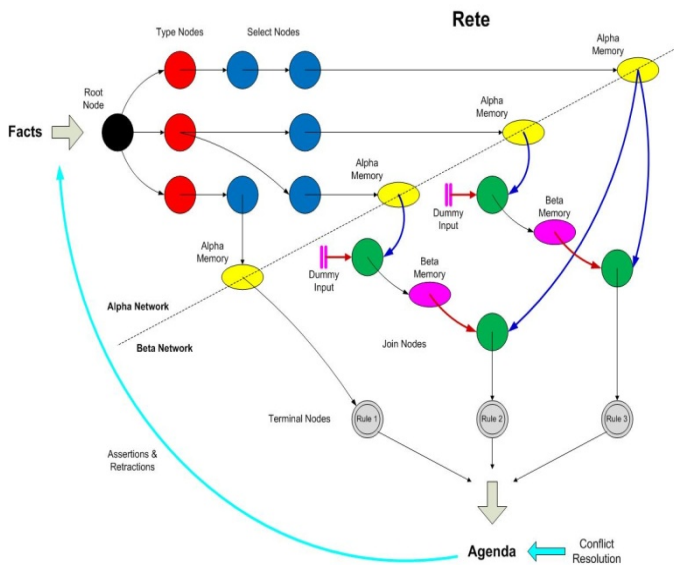 Rete
Type Nodes
Select Nodes
Alpha
Memory
Root
Node
Facts
Alpha
Memory
Alpha
Memory
Dummy
Input
Beta
Memory
Alpha
Memory
Dummy
Input
Beta
Memory
Alpha Network
Beta Network
Join Nodes
Terminal Nodes
Rule 1
Rule 2
Rule 3
Assertions &
Retractions
Agenda
Conflict
Resolution